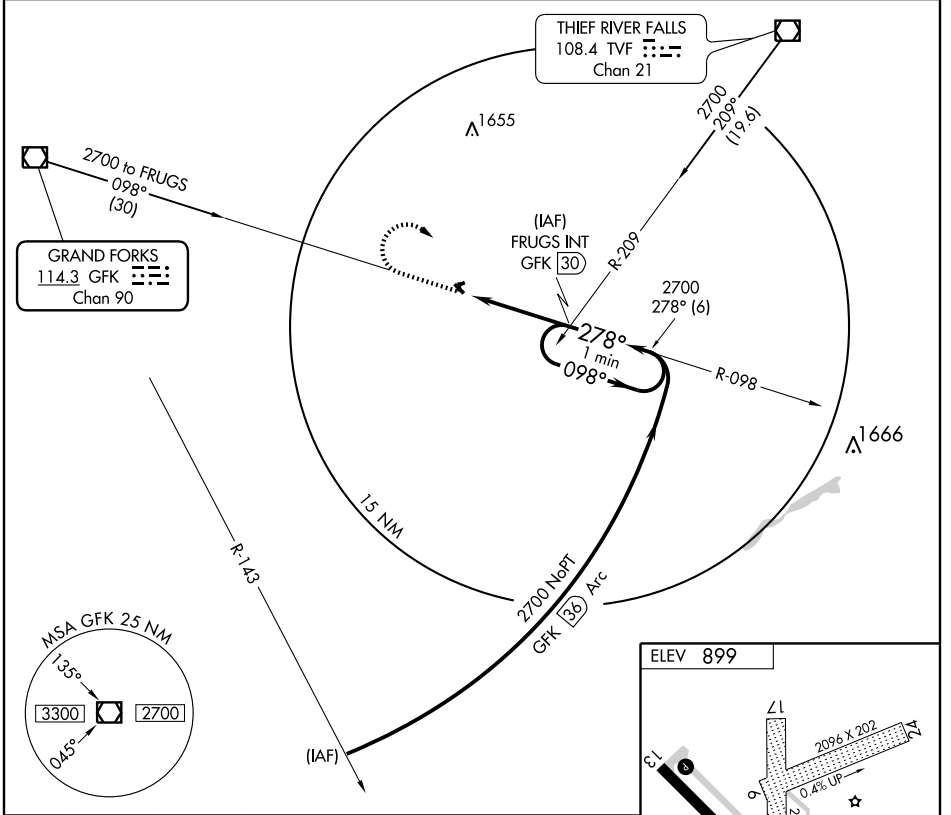 THIEF RIVER FALLS
108.4 TVF
Chan 21
1655
2700
209°
(19.6)
2700 to FRUGS
098°
(30)
GRAND FORKS
114.3 GFK
Chan 90
(IAF)
FRUGS INT
GFK 30
R-209
2700
278° (6)
278°
1 min
098°
R-098
1666
15 NM
R-143
2700 NoPT
GFK 36 Arc
(IAF)
MSA GFK 25 NM
135°
3300
2700
045°
ELEV 899
17
2096 X 202
24
13
P
6
0.4% UP
2